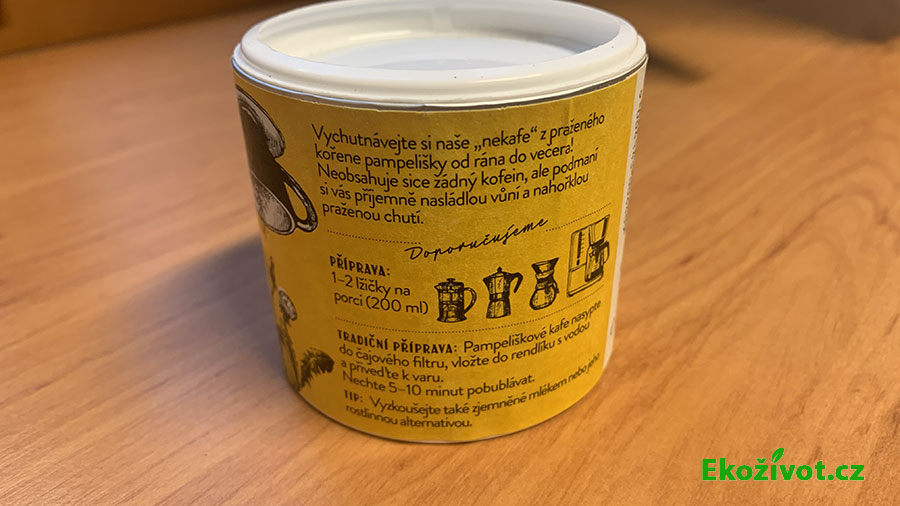 Vychutnávejte si naše „nekafe“ z praženého
kořene pampelišky od rána do večera!
Neobsahuje sice žádný kofein, ale podmaní
si vás příjemně nasládlou vůní a nahořklou
praženou chutí.
Doporučujeme
PŘÍPRAVA:
1–2 lžičky na
porci (200 ml)
TRADIČNÍ PŘÍPRAVA: Pampeliškové kafe nasypte
do čajového filtru, vložte do rendlíku s vodou
a přiveďte k varu.
Nechte 5–10 minut pobublávat.
TIP: Vyzkoušejte také zjemněné mlékem nebo jeho
rostlinnou alternativou.
Ekoživot.cz